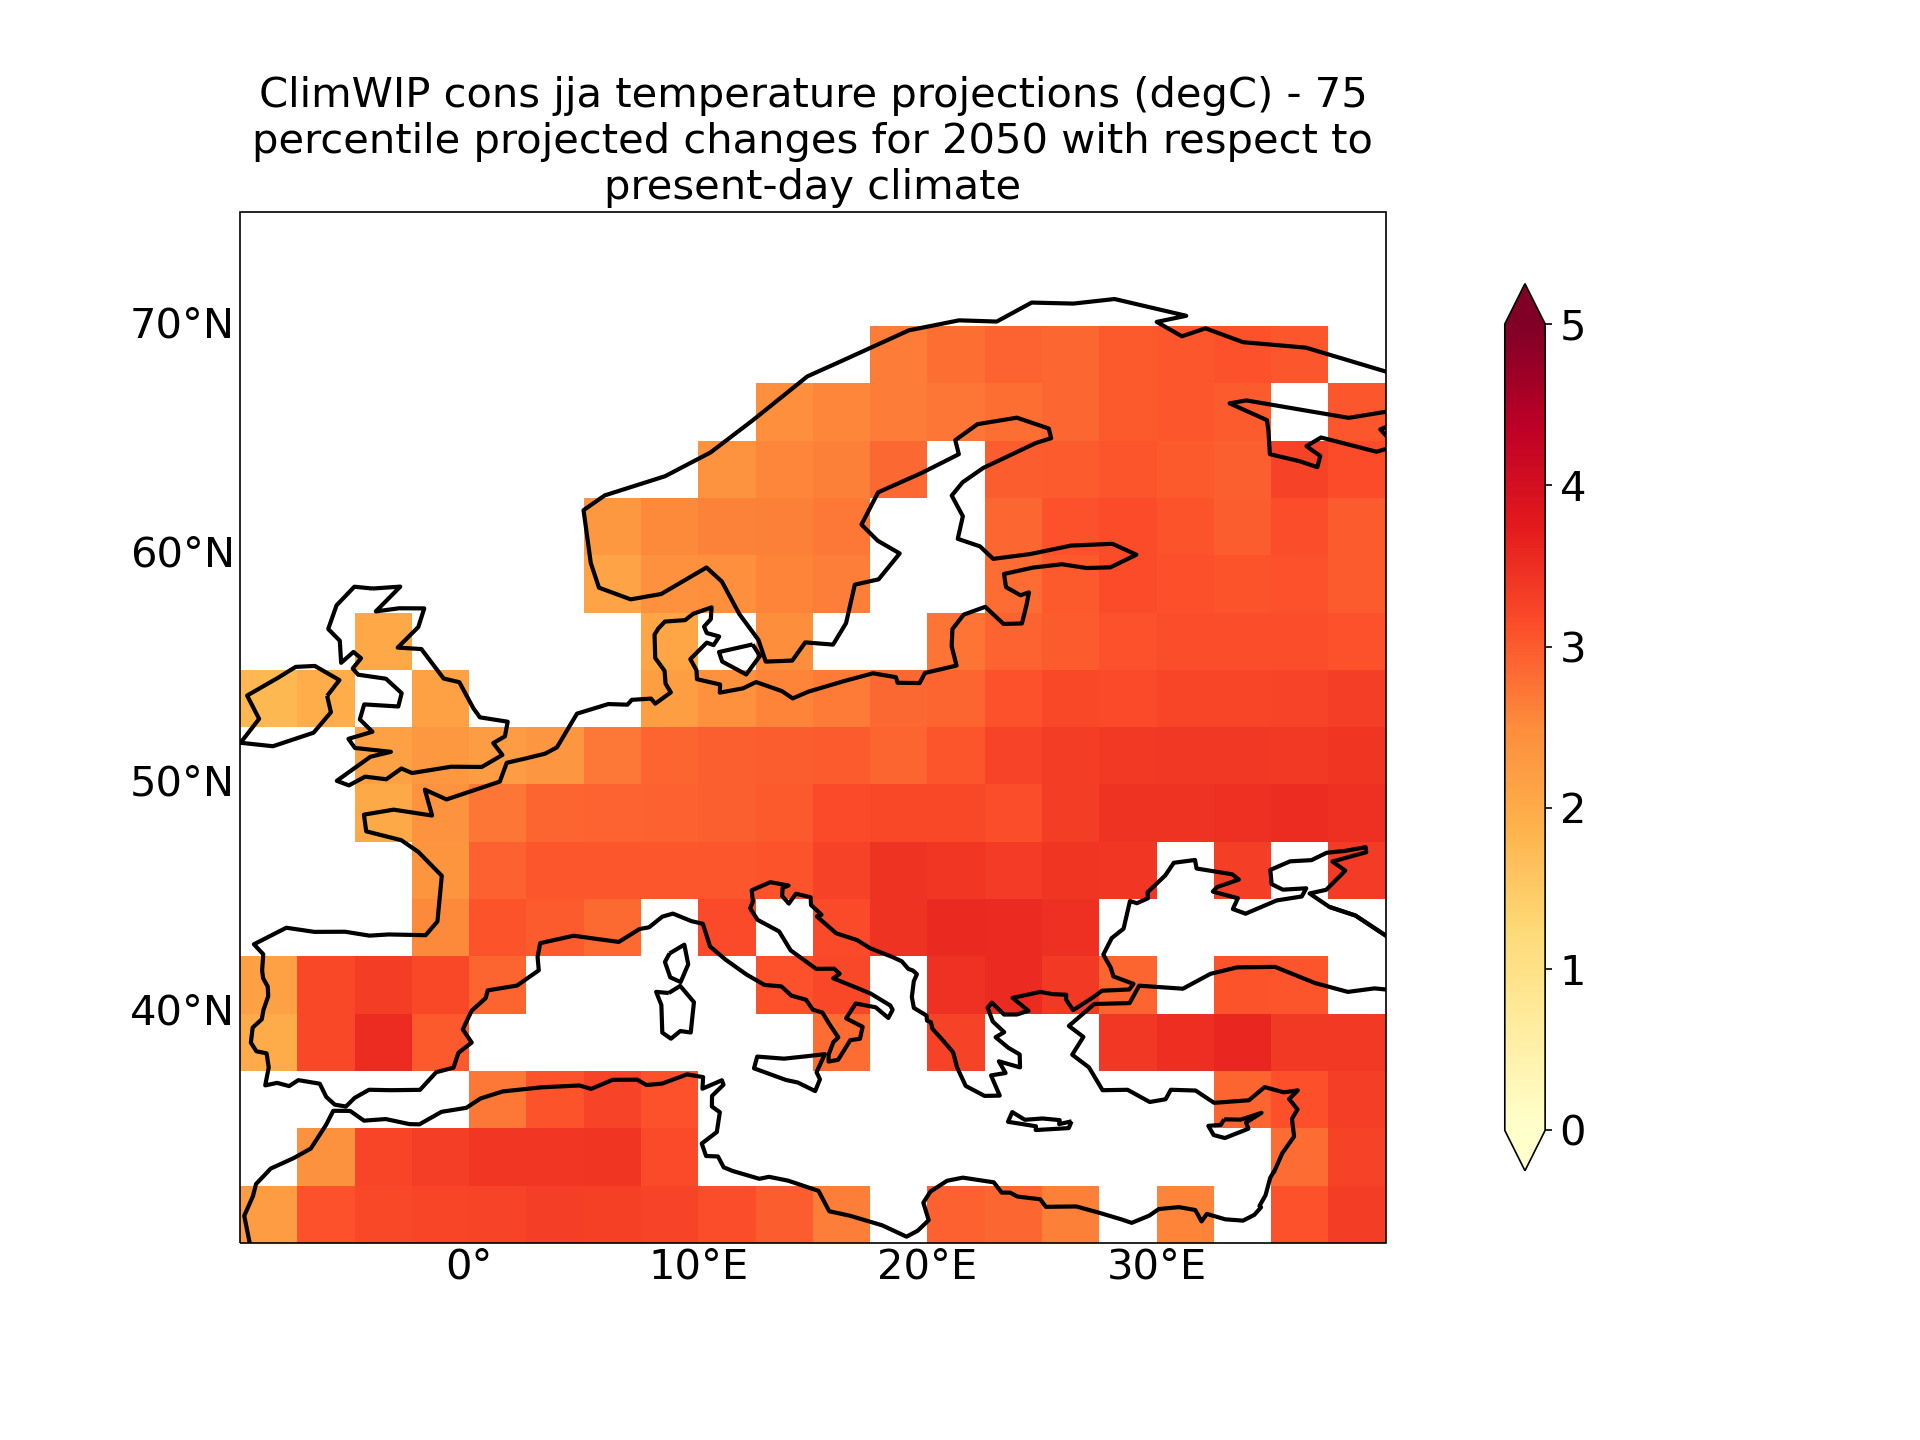 ClimWIP cons jja temperature projections (degC) - 75
percentile projected changes for 2050 with respect to
present-day climate
70°N
60°N
50°N
40°N
0°
10°E
20°E
30°E
5
4
3
2
1
0